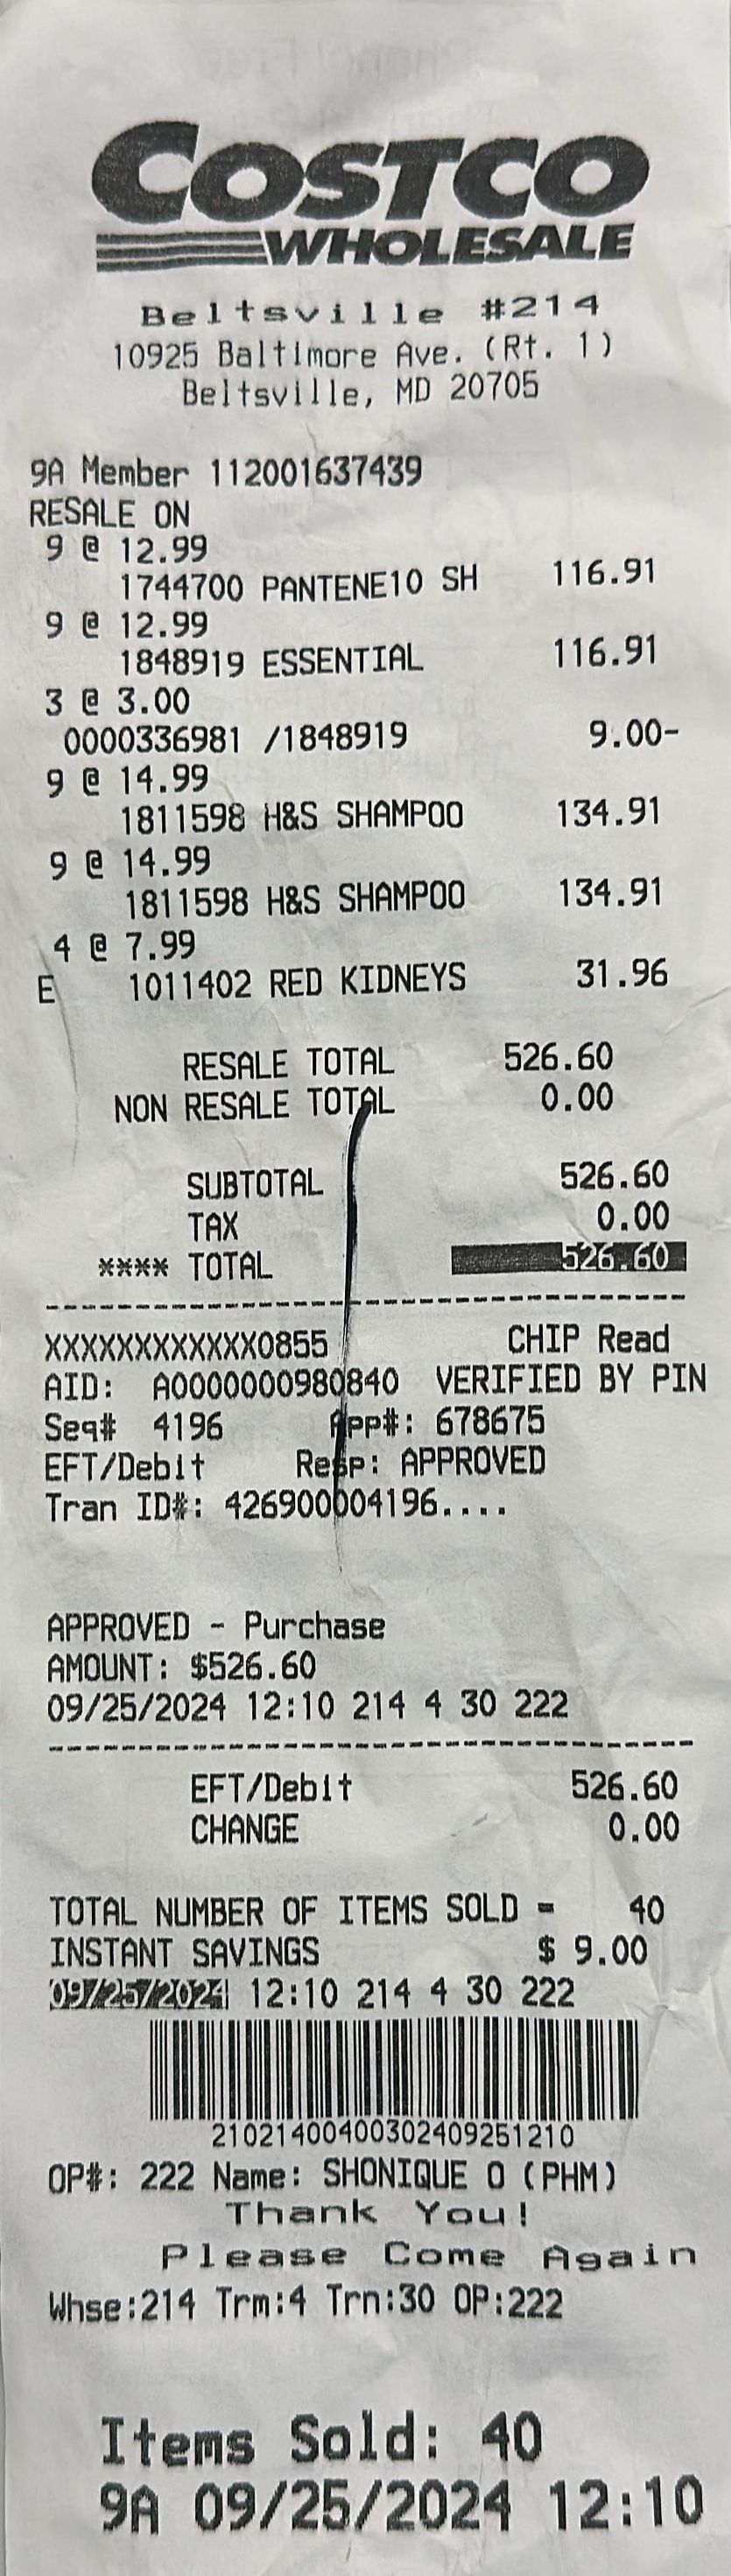 COSTCO
WHOLESALE
Beltsville #214
10925 Baltimore Ave. (Rt. 1)
Beltsville, MD 20705
9A Member 112001637439
RESALE ON
9 @ 12.99
1744700 PANTENE10 SH 116.91
9 @ 12.99
1848919 ESSENTIAL 116.91
3 @ 3.00
0000336981 /1848919 9.00-
9 @ 14.99
1811598 H&S SHAMPOO 134.91
9 @ 14.99
1811598 H&S SHAMPOO 134.91
4 @ 7.99
E 1011402 RED KIDNEYS 31.96
RESALE TOTAL 526.60
NON RESALE TOTAL 0.00
SUBTOTAL 526.60
TAX 0.00
**** TOTAL 526.60
XXXXXXXXXXXX0855 CHIP Read
AID: A0000000980840 VERIFIED BY PIN
Seq# 4196 App#: 678675
EFT/Debit Resp: APPROVED
Tran ID#: 426900004196....
APPROVED - Purchase
AMOUNT: $526.60
09/25/2024 12:10 214 4 30 222
EFT/Debit 526.60
CHANGE 0.00
TOTAL NUMBER OF ITEMS SOLD = 40
INSTANT SAVINGS $ 9.00
09/25/2024 12:10 214 4 30 222
21021400400302409251210
OP#: 222 Name: SHONIQUE O (PHM)
Thank You!
Please Come Again
Whse:214 Trm:4 Trn:30 OP:222
Items Sold: 40
9A 09/25/2024 12:10